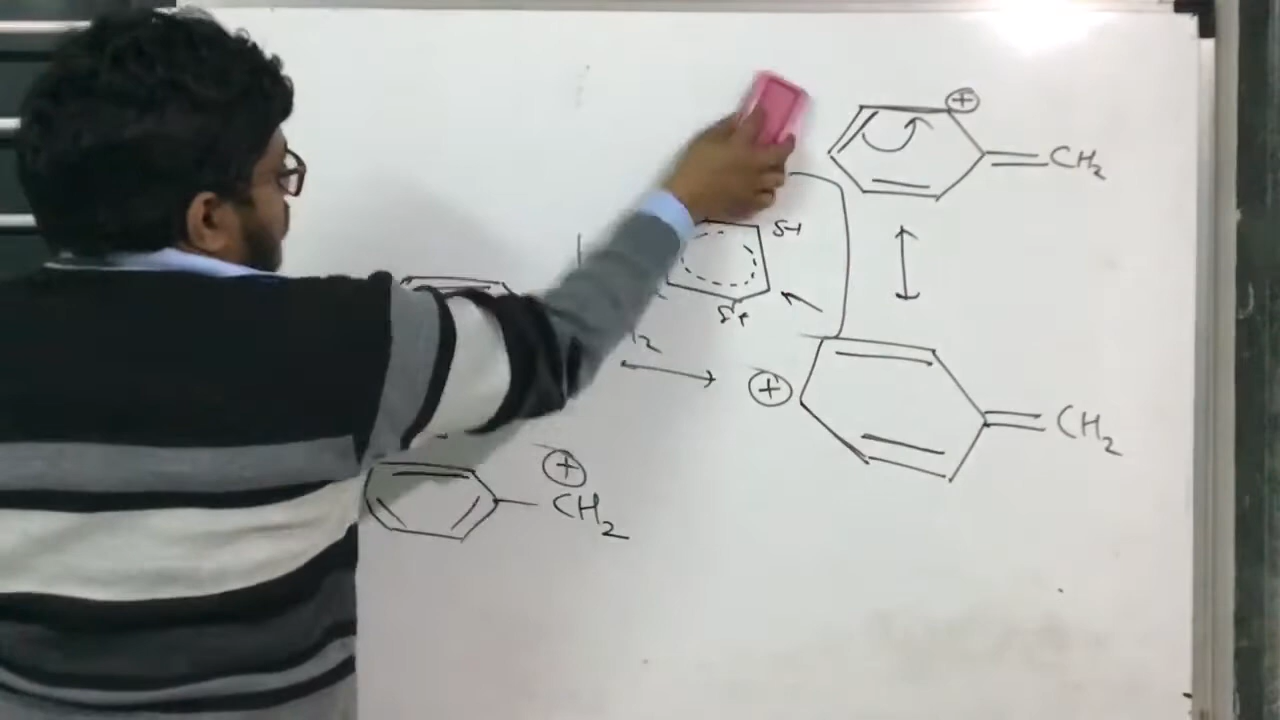 ⊕
=CH₂
δ+
δ+
⊕
=CH₂
⊕
CH₂